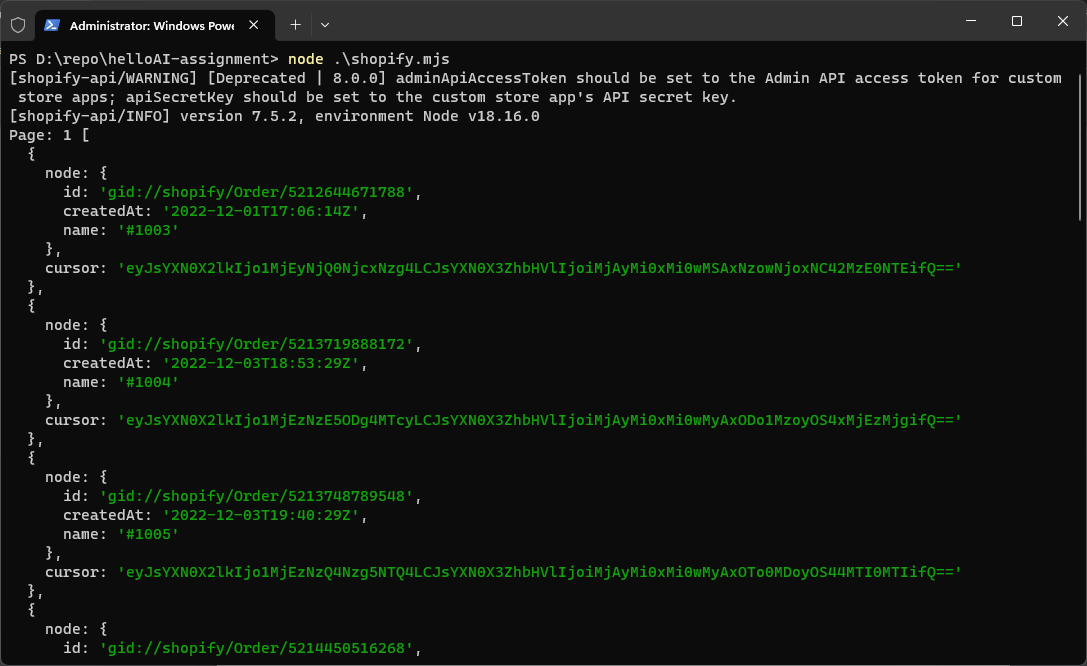 Administrator: Windows Powe
PS D:\repo\helloAI-assignment> node .\shopify.mjs
[shopify-api/WARNING] [Deprecated | 8.0.0] adminApiAccessToken should be set to the Admin API access token for custom
 store apps; apiSecretKey should be set to the custom store app's API secret key.
[shopify-api/INFO] version 7.5.2, environment Node v18.16.0
Page: 1 [
  {
    node: {
      id: 'gid://shopify/Order/5212644671788',
      createdAt: '2022-12-01T17:06:14Z',
      name: '#1003'
    },
    cursor: 'eyJsYXN0X2lkIjo1MjEyNjQ0NjcxNzg4LCJsYXN0X3ZhbHVlIjoiMjAyMi0xMi0wMSAxNzowNjoxNC42MzE0NTEifQ=='
  },
  {
    node: {
      id: 'gid://shopify/Order/5213719888172',
      createdAt: '2022-12-03T18:53:29Z',
      name: '#1004'
    },
    cursor: 'eyJsYXN0X2lkIjo1MjEzNzE5ODg4MTcyLCJsYXN0X3ZhbHVlIjoiMjAyMi0xMi0wMyAxODo1MzoyOS4xMjEzMjgifQ=='
  },
  {
    node: {
      id: 'gid://shopify/Order/5213748789548',
      createdAt: '2022-12-03T19:40:29Z',
      name: '#1005'
    },
    cursor: 'eyJsYXN0X2lkIjo1MjEzNzQ4Nzg5NTQ4LCJsYXN0X3ZhbHVlIjoiMjAyMi0xMi0wMyAxOTo0MDoyOS44MTI0MTIifQ=='
  },
  {
    node: {
      id: 'gid://shopify/Order/5214450516268',